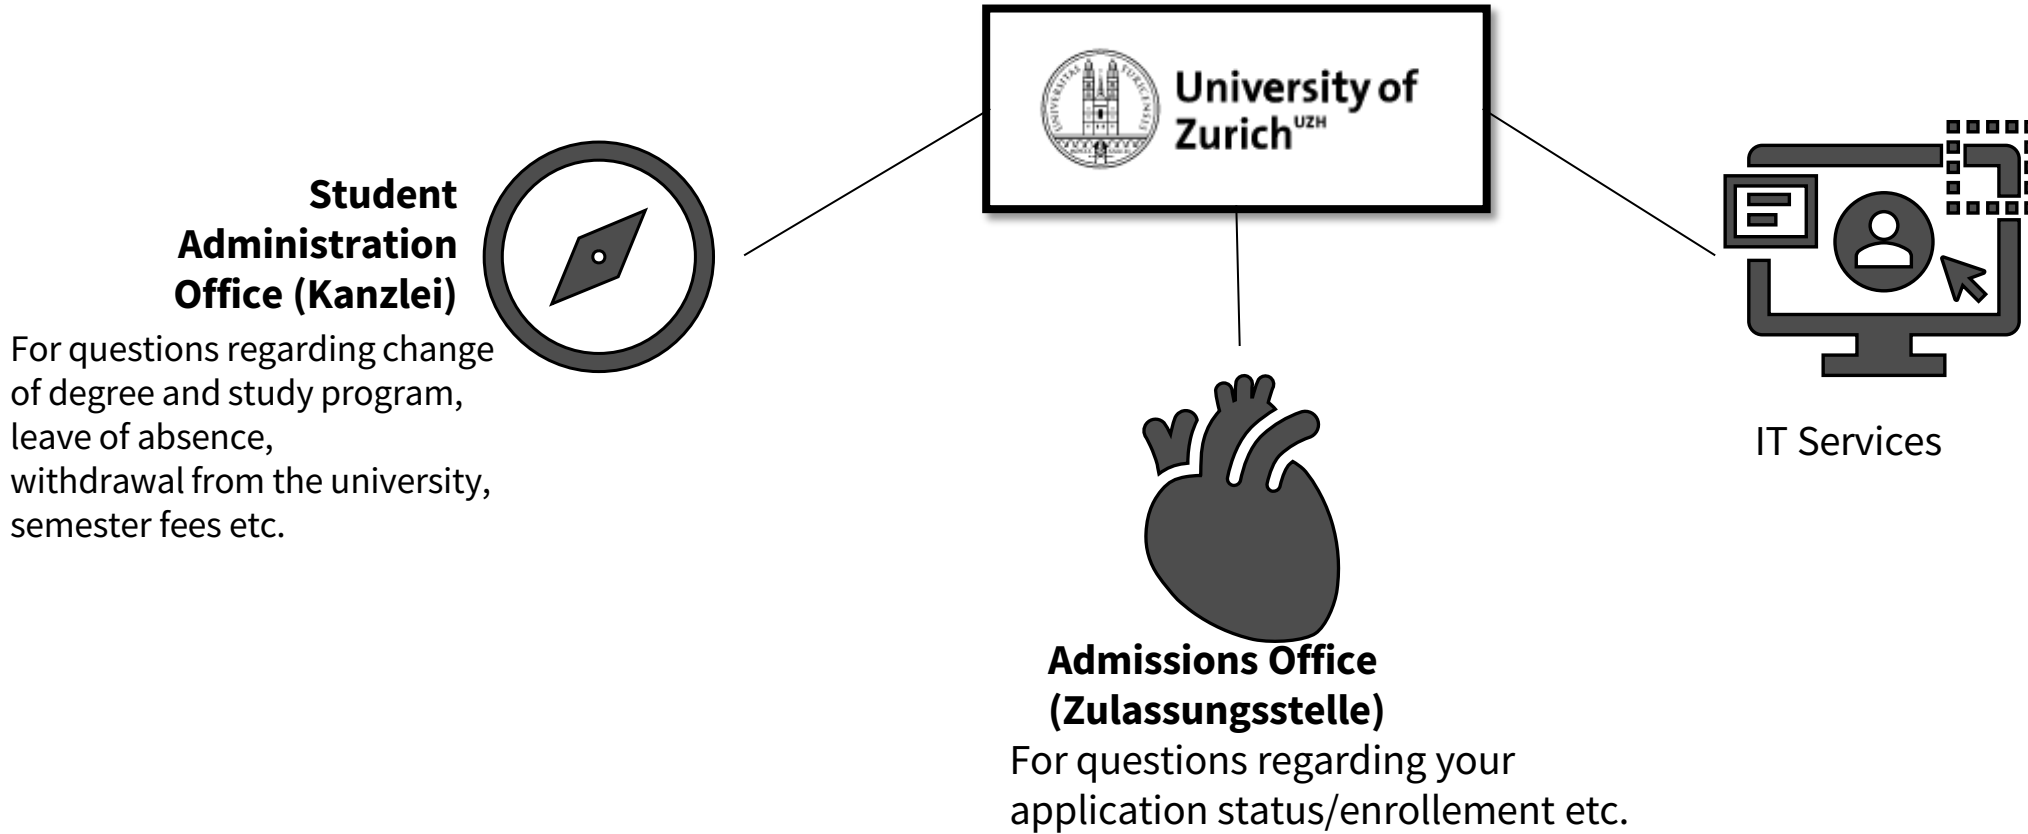 University of
Zurich UZH
UNIVERSITAS TURICENSIS
Student
Administration
Office (Kanzlei)
For questions regarding change
of degree and study program,
leave of absence,
withdrawal from the university,
semester fees etc.
IT Services
Admissions Office
(Zulassungsstelle)
For questions regarding your
application status/enrollement etc.